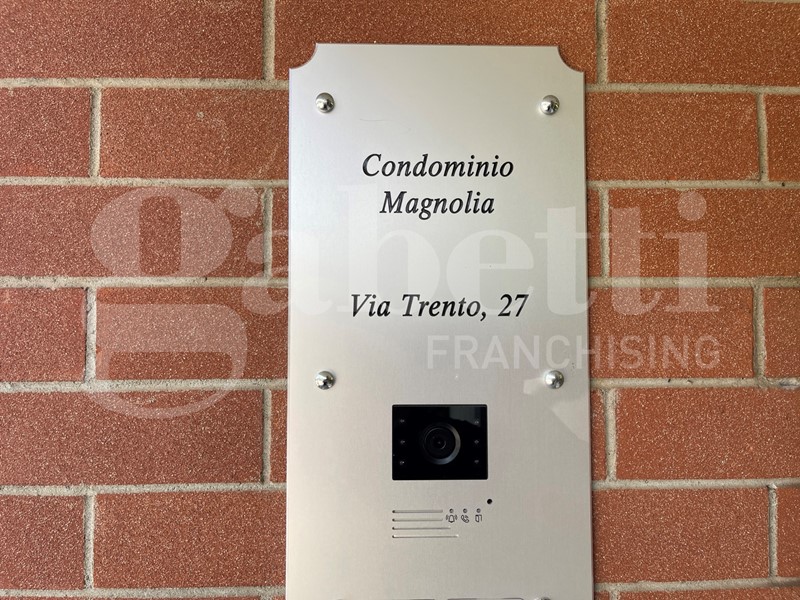 Condominio
Magnolia
Via Trento, 27
gabetti
FRANCHISING